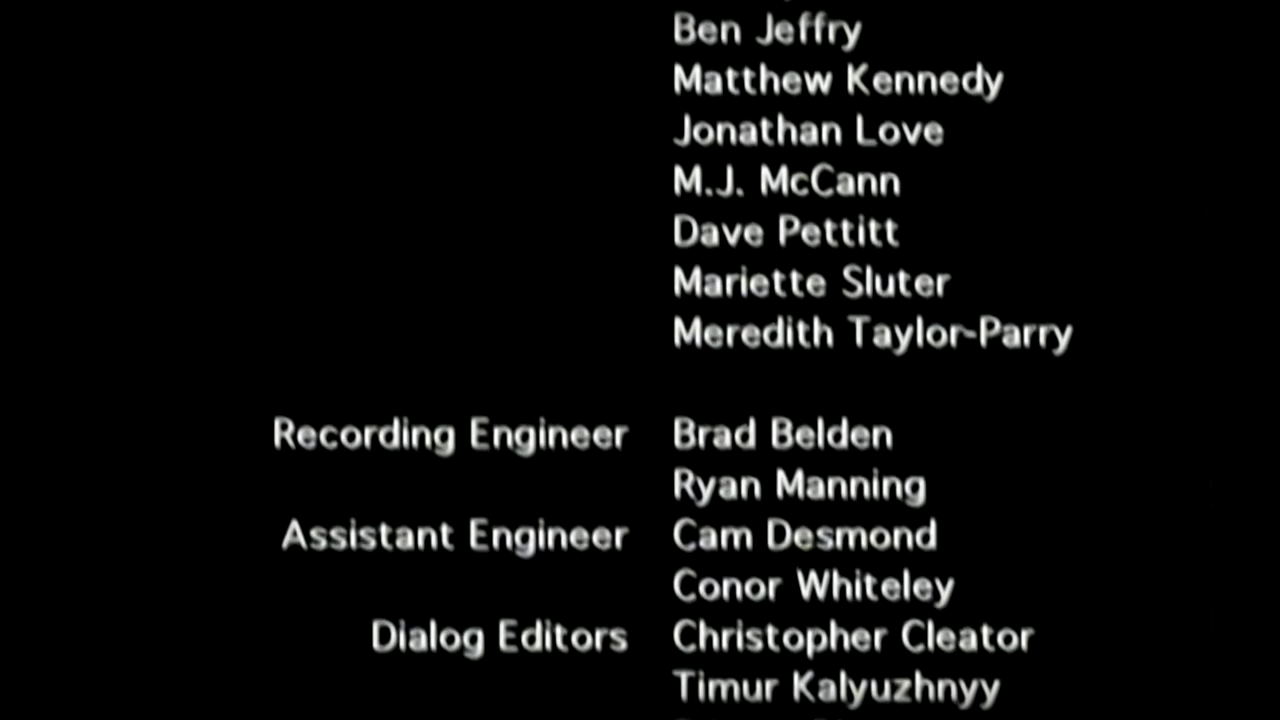 Ben Jeffry
Matthew Kennedy
Jonathan Love
M.J. McCann
Dave Pettitt
Mariette Sluter
Meredith Taylor-Parry
Recording Engineer Brad Belden
Ryan Manning
Assistant Engineer Cam Desmond
Conor Whiteley
Dialog Editors Christopher Cleator
Timur Kalyuzhnyy